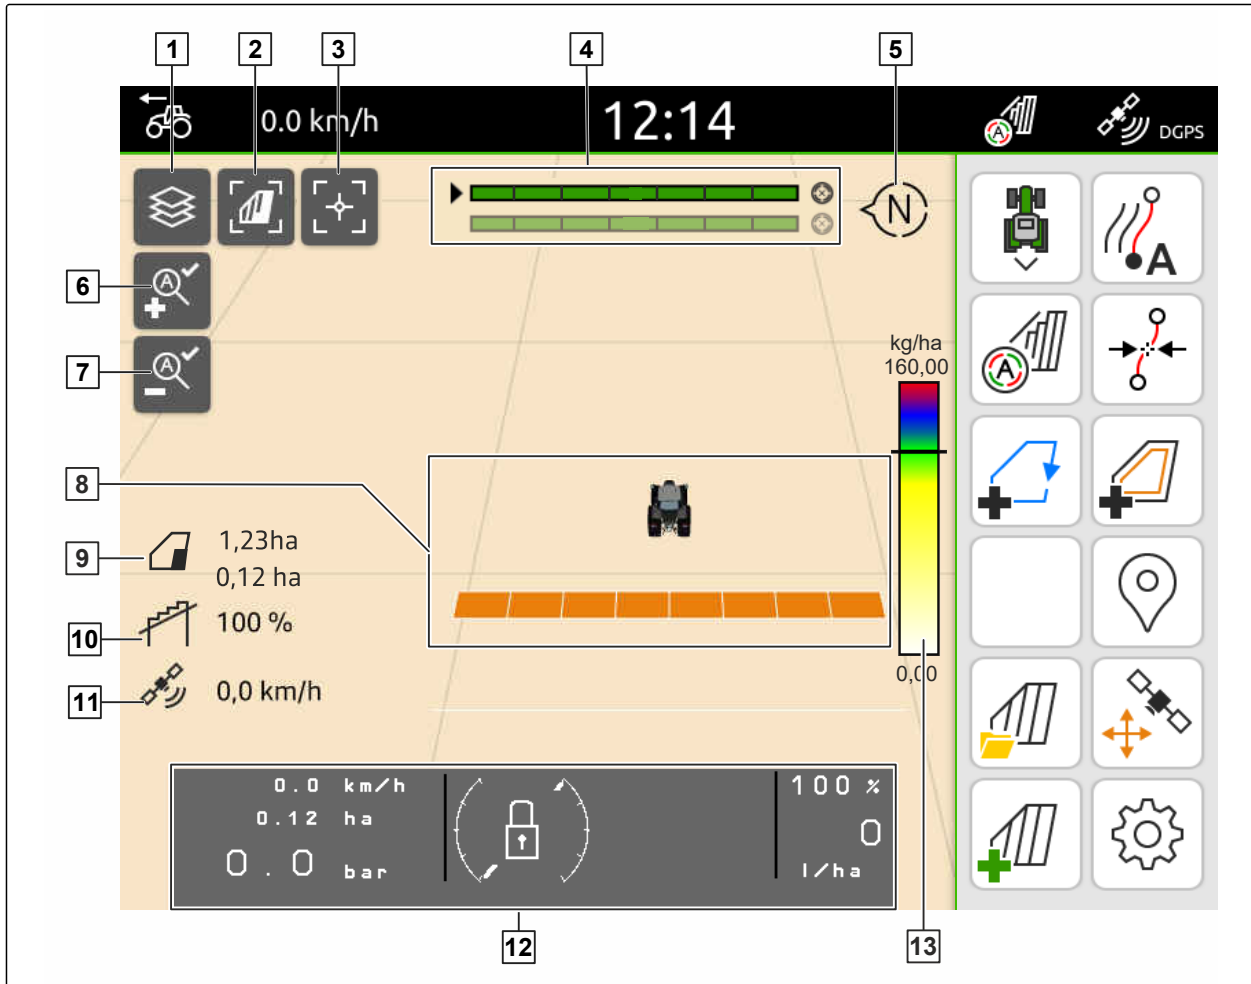 1 2 3 4 5
0.0 km/h 12:14 A DGPS
N
A
6 A
A
7 A
kg/ha
160,00
8
9 1,23ha
0,12 ha
10 100 %
11 0,0 km/h
0,00
0.0 km/h 100 %
0.12 ha 0
0.0 bar l/ha
12 13